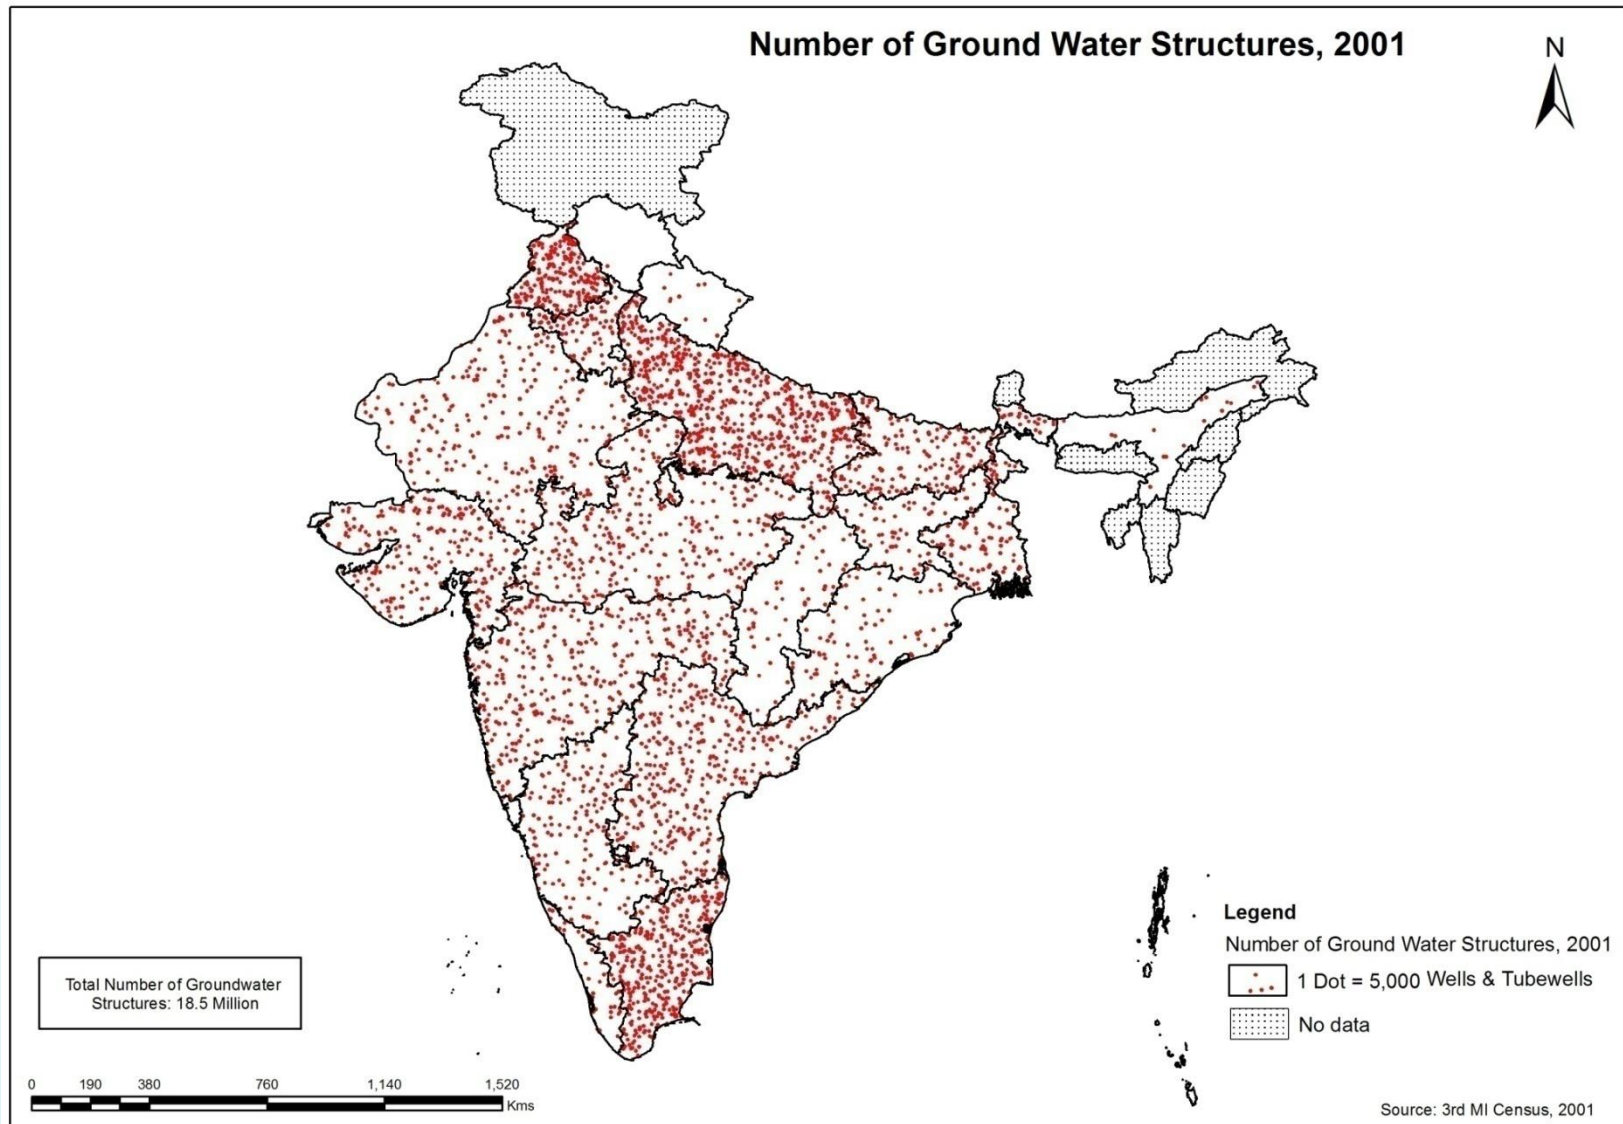 Number of Ground Water Structures, 2001
N
Legend
Number of Ground Water Structures, 2001
1 Dot = 5,000 Wells & Tubewells
No data
Total Number of Groundwater
Structures: 18.5 Million
0 190 380 760 1,140 1,520
Kms
Source: 3rd MI Census, 2001